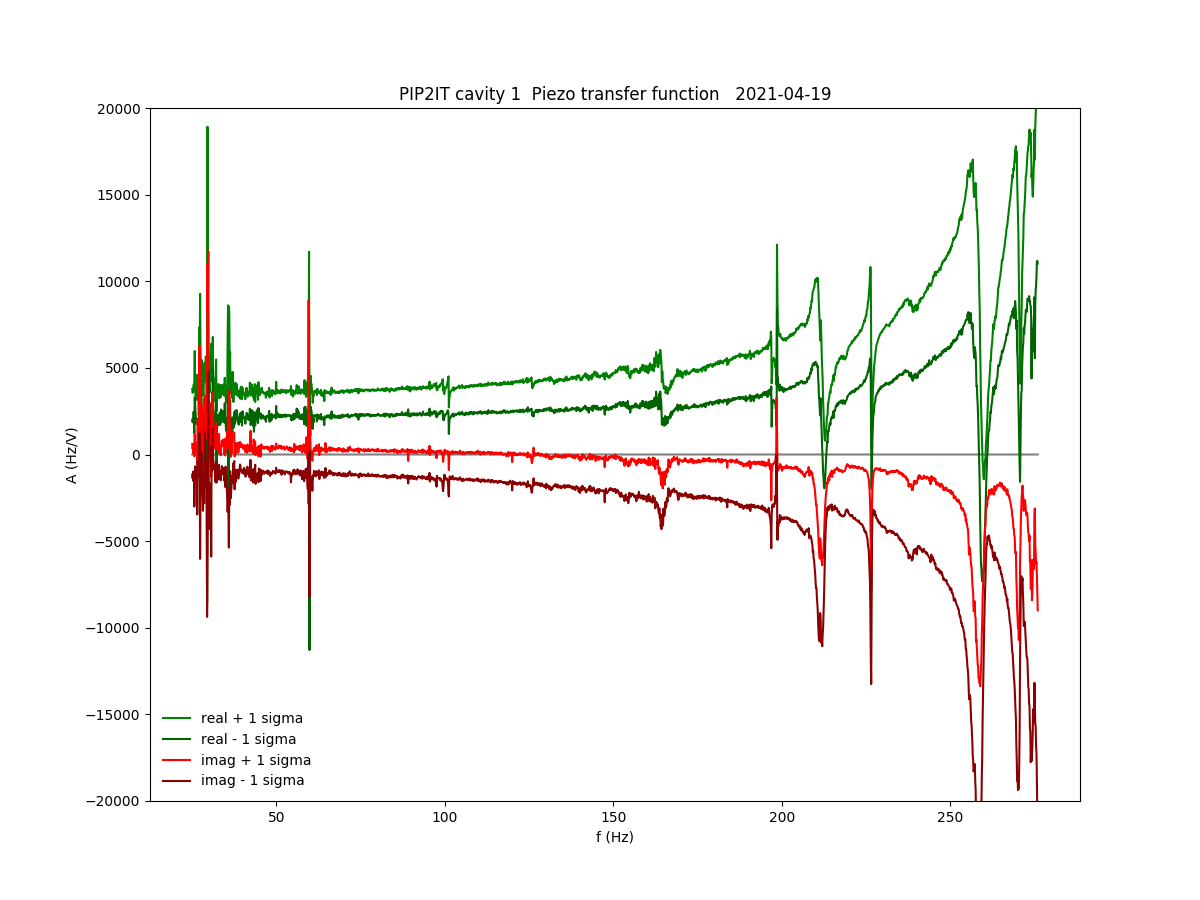 PIP2IT cavity 1  Piezo transfer function   2021-04-19
20000
15000
10000
5000
0
−5000
−10000
−15000
−20000
A (Hz/V)
real + 1 sigma
real - 1 sigma
imag + 1 sigma
imag - 1 sigma
50 100 150 200 250
f (Hz)